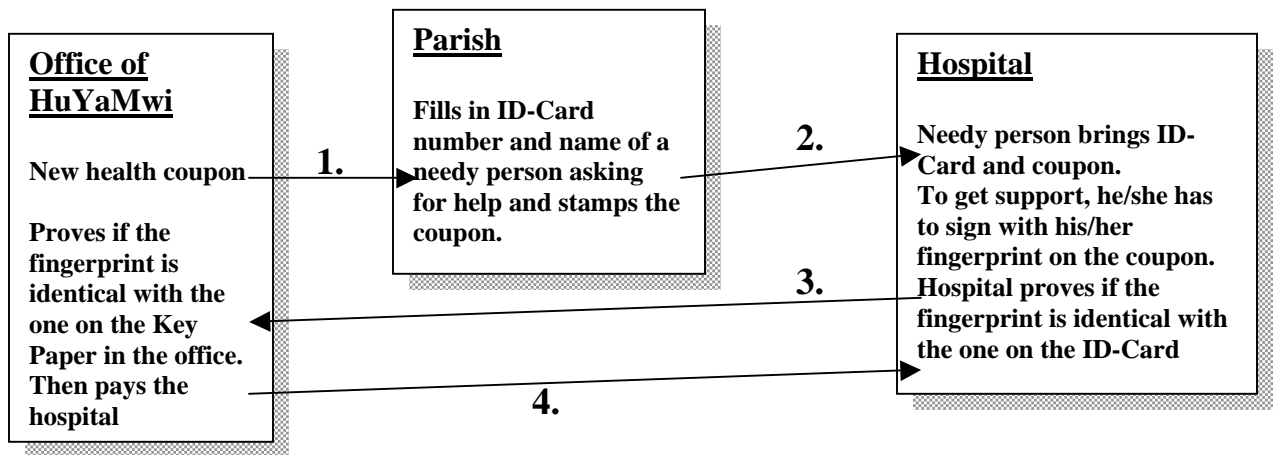 Office of
HuYaMwi
New health coupon
Proves if the
fingerprint is
identical with the
one on the Key
Paper in the office.
Then pays the
hospital
1.
Parish
Fills in ID-Card
number and name of a
needy person asking
for help and stamps the
coupon.
2.
3.
4.
Hospital
Needy person brings ID-
Card and coupon.
To get support, he/she has
to sign with his/her
fingerprint on the coupon.
Hospital proves if the
fingerprint is identical with
the one on the ID-Card